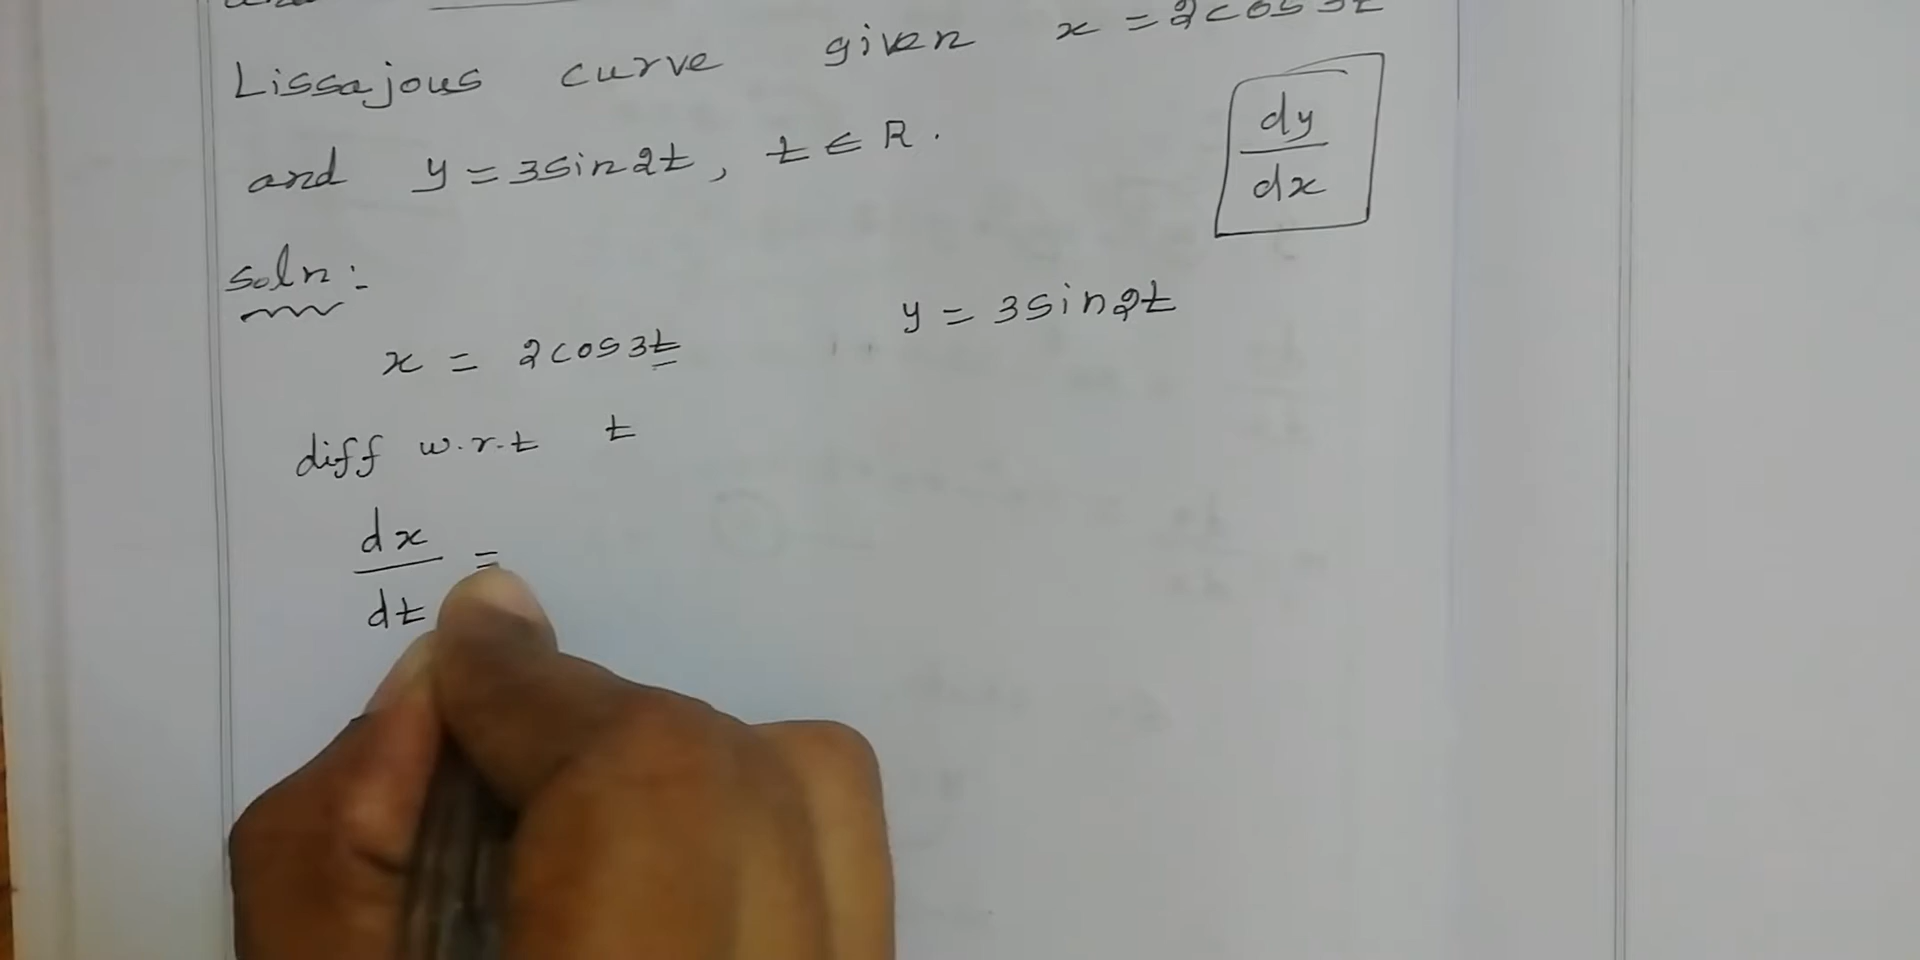 Lissajous curve given x = 2cos3t
and y = 3sin2t, t ∈ R.
dy
dx
soln:-
x = 2cos3t
y = 3sin2t
diff w.r.t t
dx
dt =